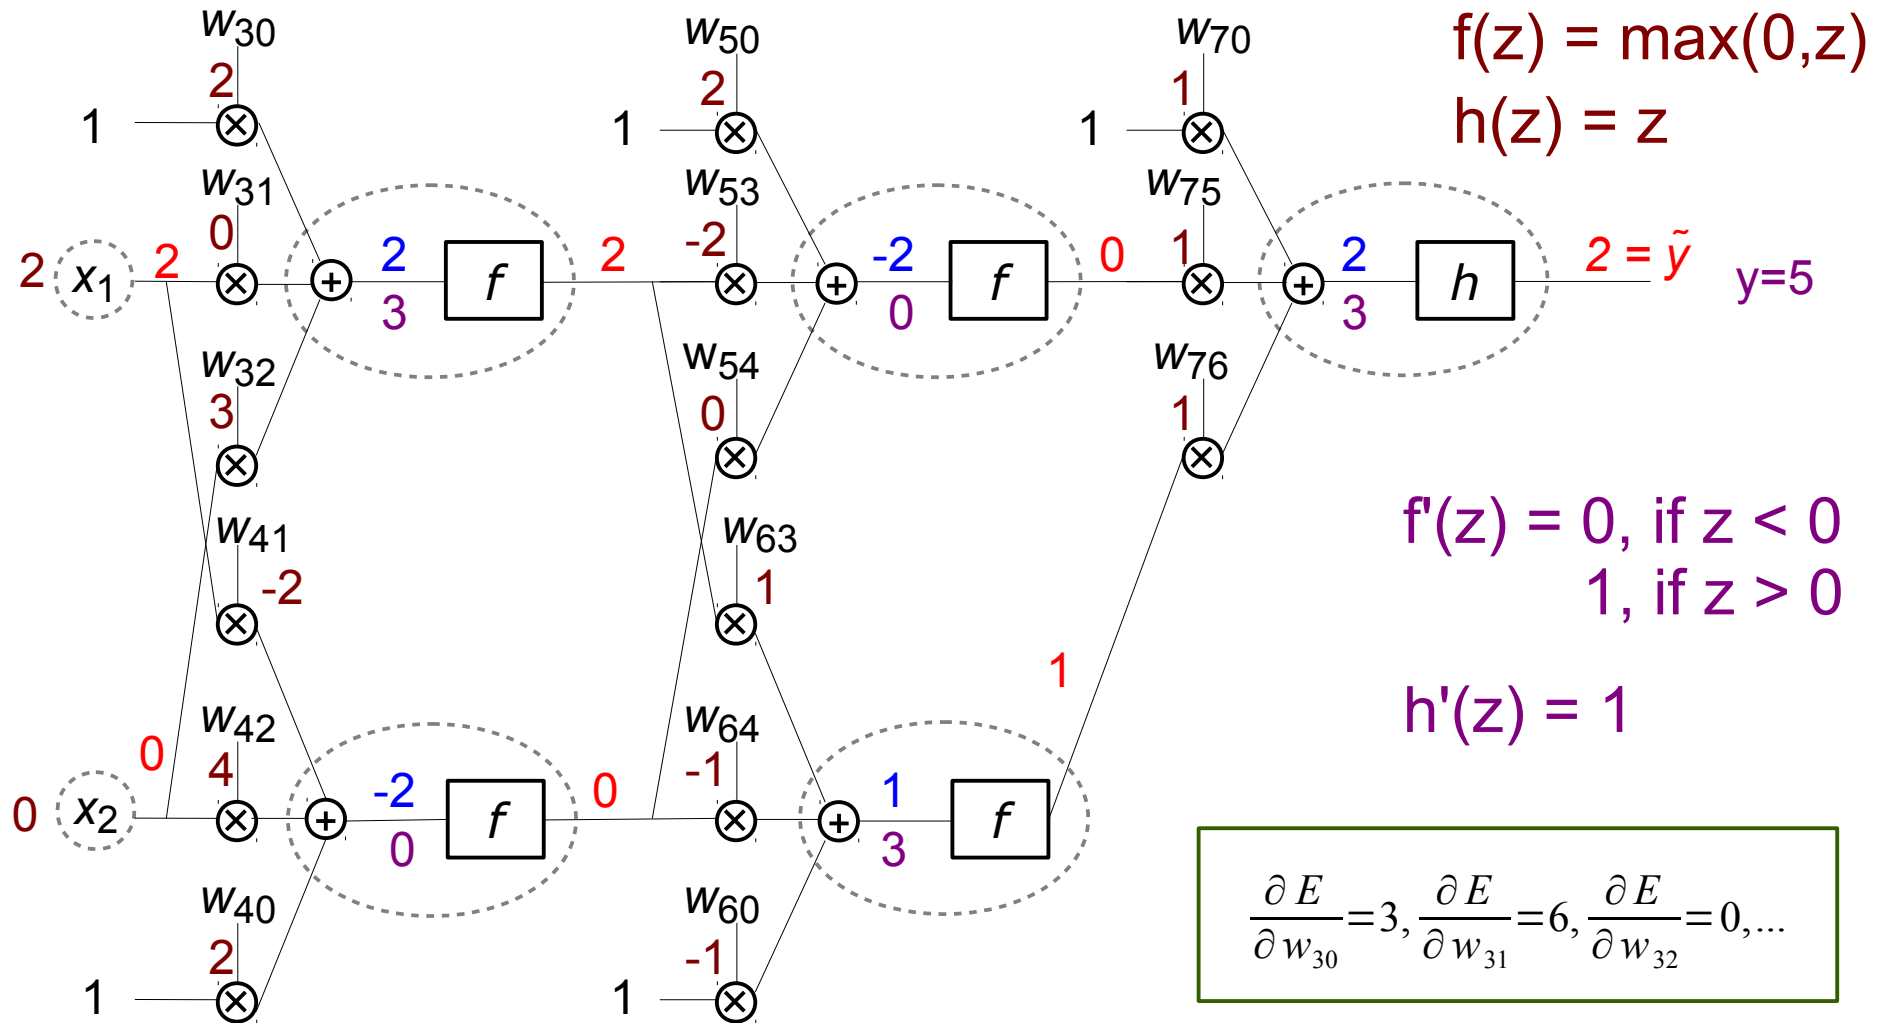 w30
w50
w70
f(z) = max(0,z)
2
2
1
h(z) = z
1
1
1
w31
w53
w75
0
-2
1
2
x1
2
2
f
2
-2
f
0
2
h
2 = ỹ
y=5
3
0
3
w32
w54
w76
3
0
1
w41
w63
f'(z) = 0, if z < 0
-2
1
1, if z > 0
1
h'(z) = 1
w42
w64
0
4
-1
0
x2
-2
f
0
1
f
0
3
w40
w60
∂E/∂w30=3, ∂E/∂w31=6, ∂E/∂w32=0,...
2
-1
1
1